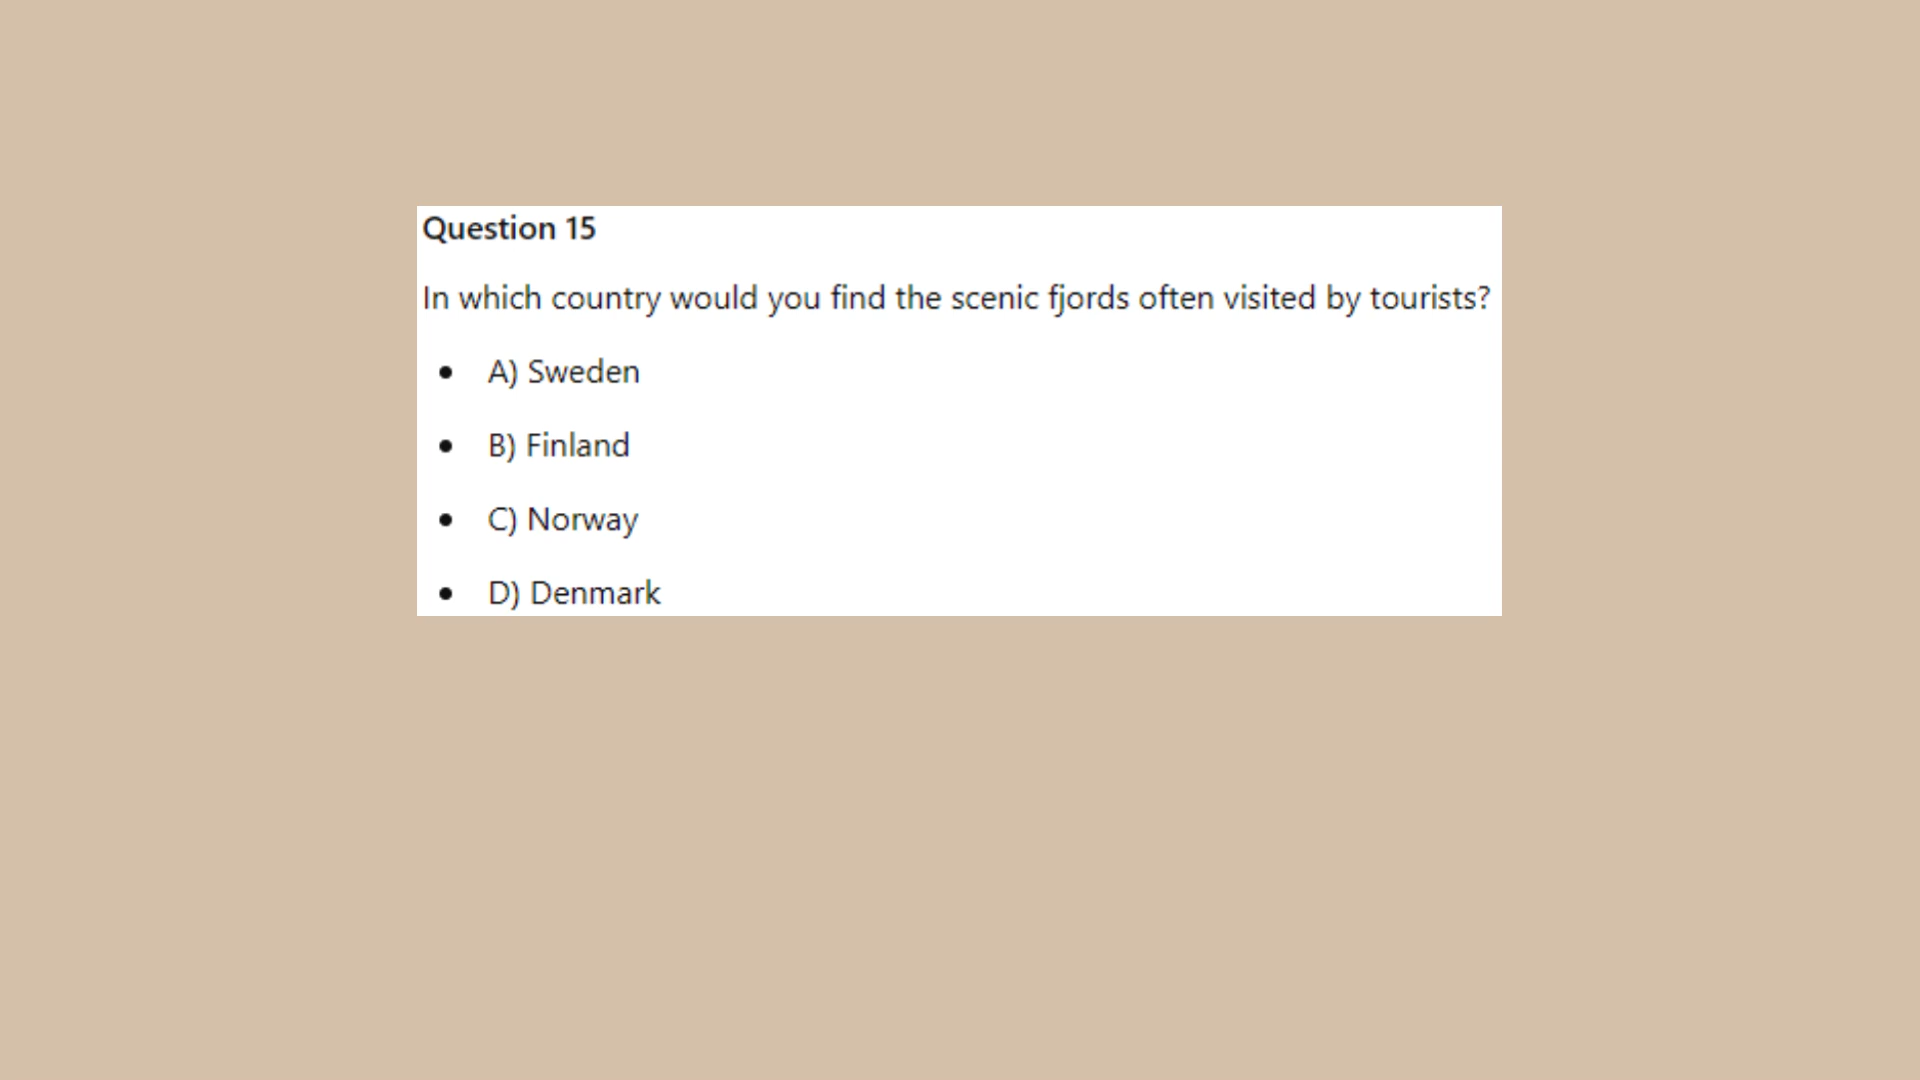 Question 15
In which country would you find the scenic fjords often visited by tourists?
• A) Sweden
• B) Finland
• C) Norway
• D) Denmark